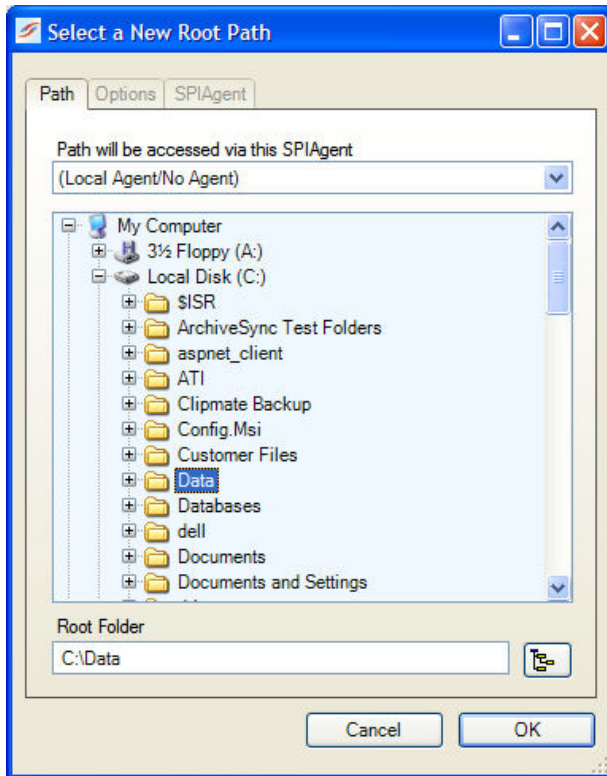 Select a New Root Path
Path Options SPIAgent
Path will be accessed via this SPIAgent
(Local Agent/No Agent)
My Computer
3½ Floppy (A:)
Local Disk (C:)
$ISR
ArchiveSync Test Folders
aspnet_client
ATI
Clipmate Backup
Config.Msi
Customer Files
Data
Databases
dell
Documents
Documents and Settings
Root Folder
C:\Data
Cancel OK